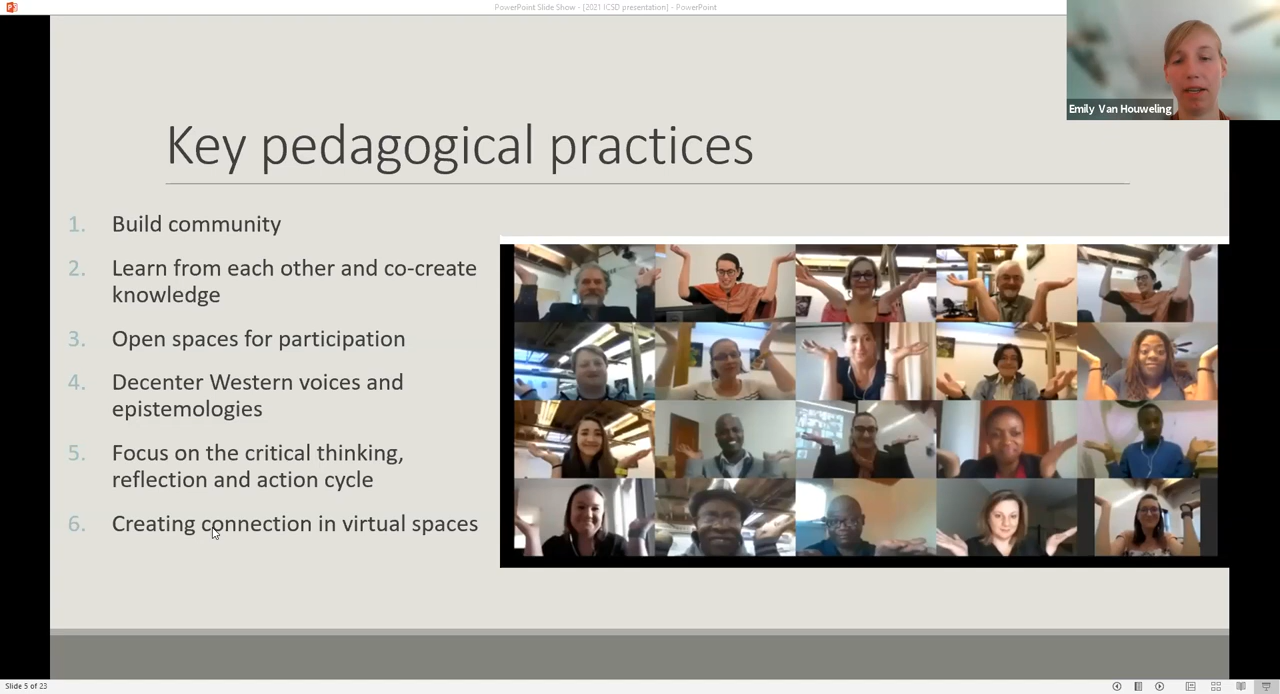 PowerPoint Slide Show - [2021 ICSD presentation] - PowerPoint
Emily Van Houweling
Key pedagogical practices
1. Build community
2. Learn from each other and co-create
knowledge
3. Open spaces for participation
4. Decenter Western voices and
epistemologies
5. Focus on the critical thinking,
reflection and action cycle
6. Creating connection in virtual spaces
Slide 5 of 23